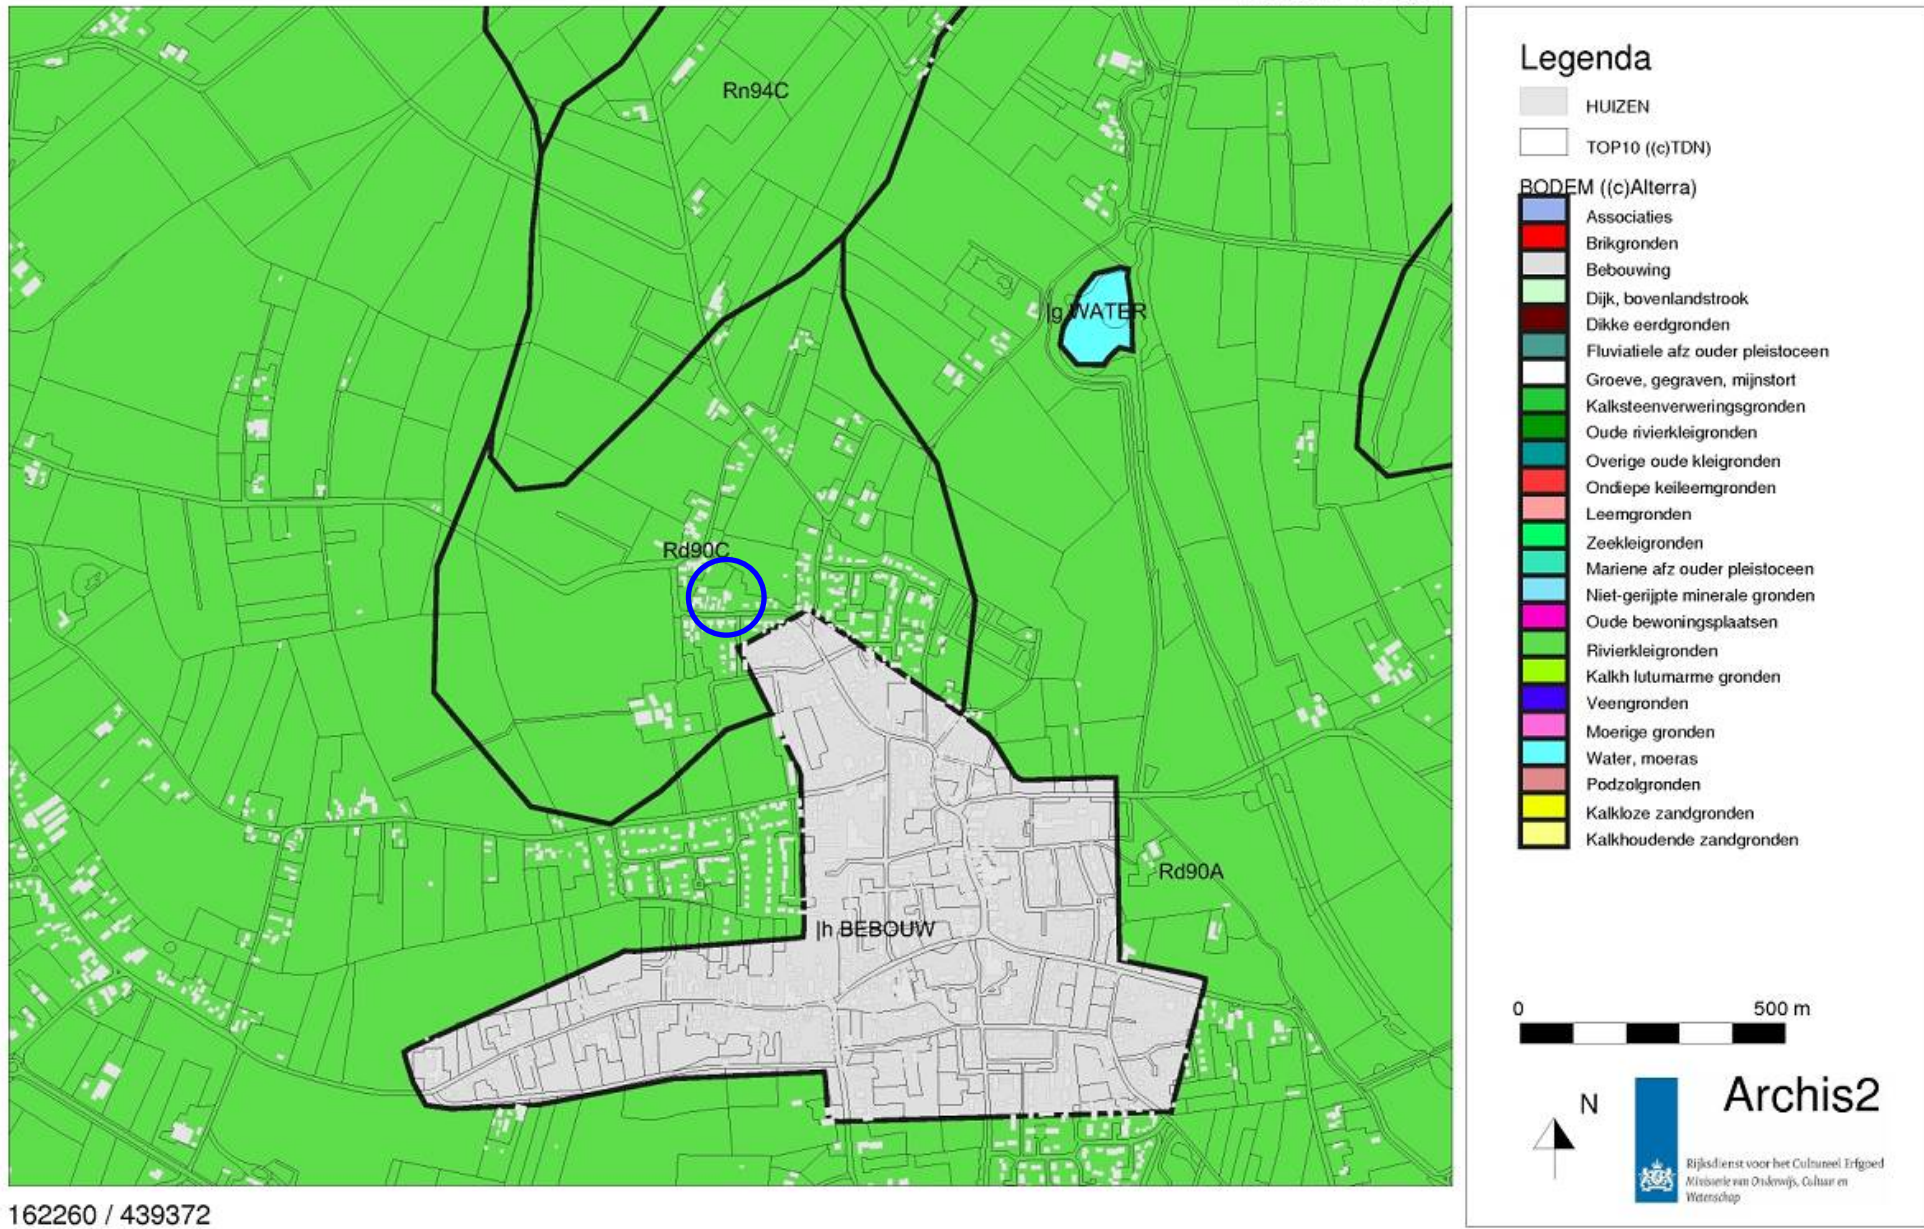 Rn94C
|g WATER
Rd90C
Rd90A
|h BEBOUW
162260 / 439372
Legenda
HUIZEN
TOP10 ((c)TDN)
BODEM ((c)Alterra)
Associaties
Brikgronden
Bebouwing
Dijk, bovenlandstrook
Dikke eerdgronden
Fluviatiele afz ouder pleistoceen
Groeve, gegraven, mijnstort
Kalksteenverweringsgronden
Oude rivierkleigronden
Overige oude kleigronden
Ondiepe keileemgronden
Leemgronden
Zeekleigronden
Mariene afz ouder pleistoceen
Niet-gerijpte minerale gronden
Oude bewoningsplaatsen
Rivierkleigronden
Kalkh lutumarme gronden
Veengronden
Moerige gronden
Water, moeras
Podzolgronden
Kalkloze zandgronden
Kalkhoudende zandgronden
0 500 m
N
Archis2
Rijksdienst voor het Cultureel Erfgoed
Ministerie van Onderwijs, Cultuur en
Wetenschap